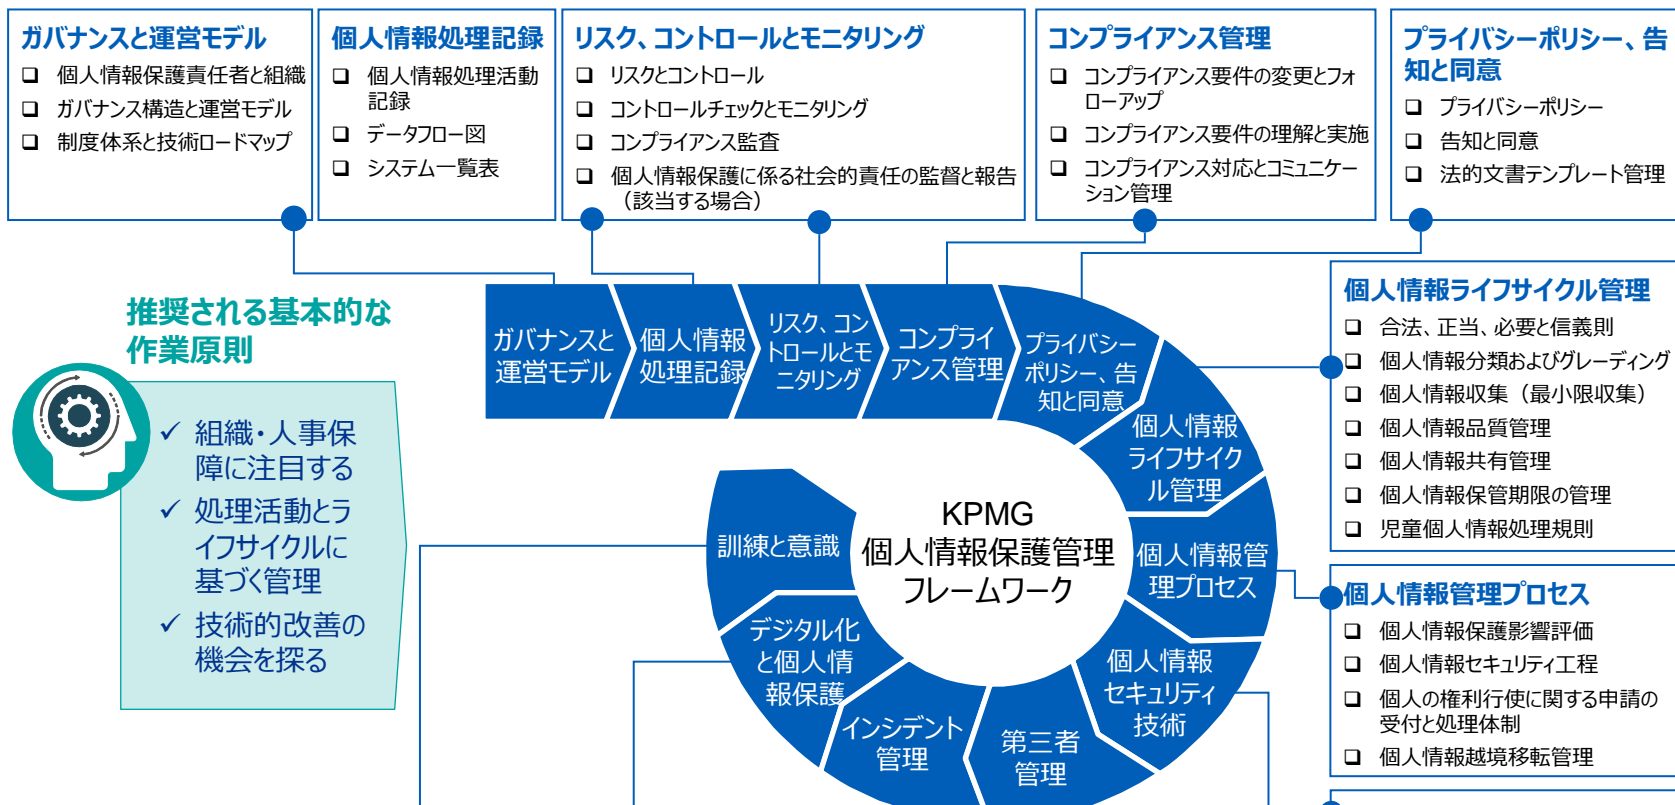 ガバナンスと運営モデル
個人情報保護責任者と組織
ガバナンス構造と運営モデル
制度体系と技術ロードマップ
個人情報処理記録
個人情報処理活動
記録
データフロー図
システム一覧表
リスク、コントロールとモニタリング
リスクとコントロール
コントロールチェックとモニタリング
コンプライアンス監査
個人情報保護に係る社会的責任の監督と報告
（該当する場合）
コンプライアンス管理
コンプライアンス要件の変更とフォ
ローアップ
コンプライアンス要件の理解と実施
コンプライアンス対応とコミュニケー
ション管理
プライバシーポリシー、告
知と同意
プライバシーポリシー
告知と同意
法的文書テンプレート管理
推奨される基本的な
作業原則
✓ 組織・人事保
障に注目する
✓ 処理活動とラ
イフサイクルに
基づく管理
✓ 技術的改善の
機会を探る
ガバナンスと
運営モデル
個人情報
処理記録
リスク、コン
トロールとモ
ニタリング
コンプライ
アンス管理
プライバシー
ポリシー、告
知と同意
個人情報
ライフサイク
ル管理
個人情報管
理プロセス
個人情報
セキュリティ
技術
第三者
管理
インシデント
管理
デジタル化
と個人情
報保護
訓練と意識
KPMG
個人情報保護管理
フレームワーク
個人情報ライフサイクル管理
合法、正当、必要と信義則
個人情報分類およびグレーディング
個人情報収集（最小限収集）
個人情報品質管理
個人情報共有管理
個人情報保管期限の管理
児童個人情報処理規則
個人情報管理プロセス
個人情報保護影響評価
個人情報セキュリティ工程
個人の権利行使に関する申請の
受付と処理体制
個人情報越境移転管理